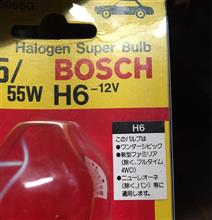 5065G
Halogen Super Bulb
5/
BOSCH
55W H6 -12V
H6
このバルブは
●ワンダーシビック
●新型ファミリア
(除く、フルタイム
4WD)
●ニューレオーネ
(除く、バン)等に
適用します。